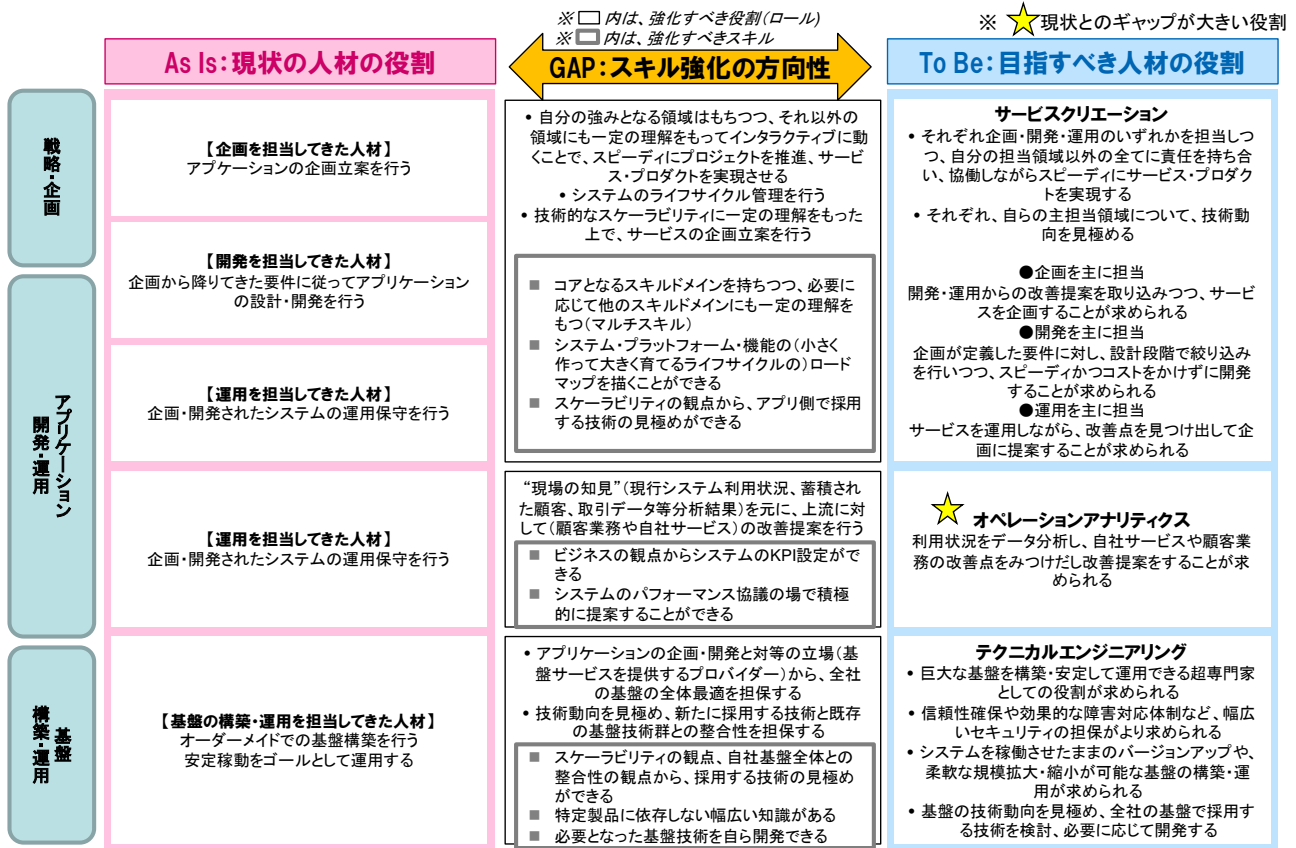 ※ □ 内は、強化すべき役割(ロール)
※ □ 内は、強化すべきスキル
※ ☆現状とのギャップが大きい役割
As Is:現状の人材の役割
GAP:スキル強化の方向性
To Be:目指すべき人材の役割
戦略・企画
【企画を担当してきた人材】
アプケーションの企画立案を行う
【開発を担当してきた人材】
企画から降りてきた要件に従ってアプリケーション
の設計・開発を行う
• 自分の強みとなる領域はもちつつ、それ以外の
領域にも一定の理解をもってインタラクティブに動
くことで、スピーディにプロジェクトを推進、サービ
ス・プロダクトを実現させる
• システムのライフサイクル管理を行う
• 技術的なスケーラビリティに一定の理解をもった
上で、サービスの企画立案を行う
■ コアとなるスキルドメインを持ちつつ、必要に
応じて他のスキルドメインにも一定の理解を
もつ(マルチスキル)
■ システム・プラットフォーム・機能の(小さく
作って大きく育てるライフサイクルの)ロード
マップを描くことができる
■ スケーラビリティの観点から、アプリ側で採用
する技術の見極めができる
サービスクリエーション
• それぞれ企画・開発・運用のいずれかを担当しつ
つ、自分の担当領域以外の全てに責任を持ち合
い、協働しながらスピーディにサービス・プロダク
トを実現する
• それぞれ、自らの主担当領域について、技術動
向を見極める
●企画を主に担当
開発・運用からの改善提案を取り込みつつ、サービ
スを企画することが求められる
●開発を主に担当
企画が定義した要件に対し、設計段階で絞り込み
を行いつつ、スピーディかつコストをかけずに開発
することが求められる
●運用を主に担当
サービスを運用しながら、改善点を見つけ出して企
画に提案することが求められる
アプリケーション
開発・運用
【運用を担当してきた人材】
企画・開発されたシステムの運用保守を行う
【運用を担当してきた人材】
企画・開発されたシステムの運用保守を行う
“現場の知見”(現行システム利用状況、蓄積され
た顧客、取引データ等分析結果)を元に、上流に対
して(顧客業務や自社サービス)の改善提案を行う
■ ビジネスの観点からシステムのKPI設定がで
きる
■ システムのパフォーマンス協議の場で積極
的に提案することができる
オペレーションアナリティクス
利用状況をデータ分析し、自社サービスや顧客業
務の改善点をみつけだし改善提案をすることが求
められる
基盤
構築・運用
【基盤の構築・運用を担当してきた人材】
オーダーメイドでの基盤構築を行う
安定稼動をゴールとして運用する
• アプリケーションの企画・開発と対等の立場(基
盤サービスを提供するプロバイダー)から、全社
の基盤の全体最適を担保する
• 技術動向を見極め、新たに採用する技術と既存
の基盤技術群との整合性を担保する
■ スケーラビリティの観点、自社基盤全体との
整合性の観点から、採用する技術の見極め
ができる
■ 特定製品に依存しない幅広い知識がある
■ 必要となった基盤技術を自ら開発できる
テクニカルエンジニアリング
• 巨大な基盤を構築・安定して運用できる超専門家
としての役割が求められる
• 信頼性確保や効果的な障害対応体制など、幅広
いセキュリティの担保がより求められる
• システムを稼働させたままのバージョンアップや、
柔軟な規模拡大・縮小が可能な基盤の構築・運
用が求められる
• 基盤の技術動向を見極め、全社の基盤で採用す
る技術を検討、必要に応じて開発する